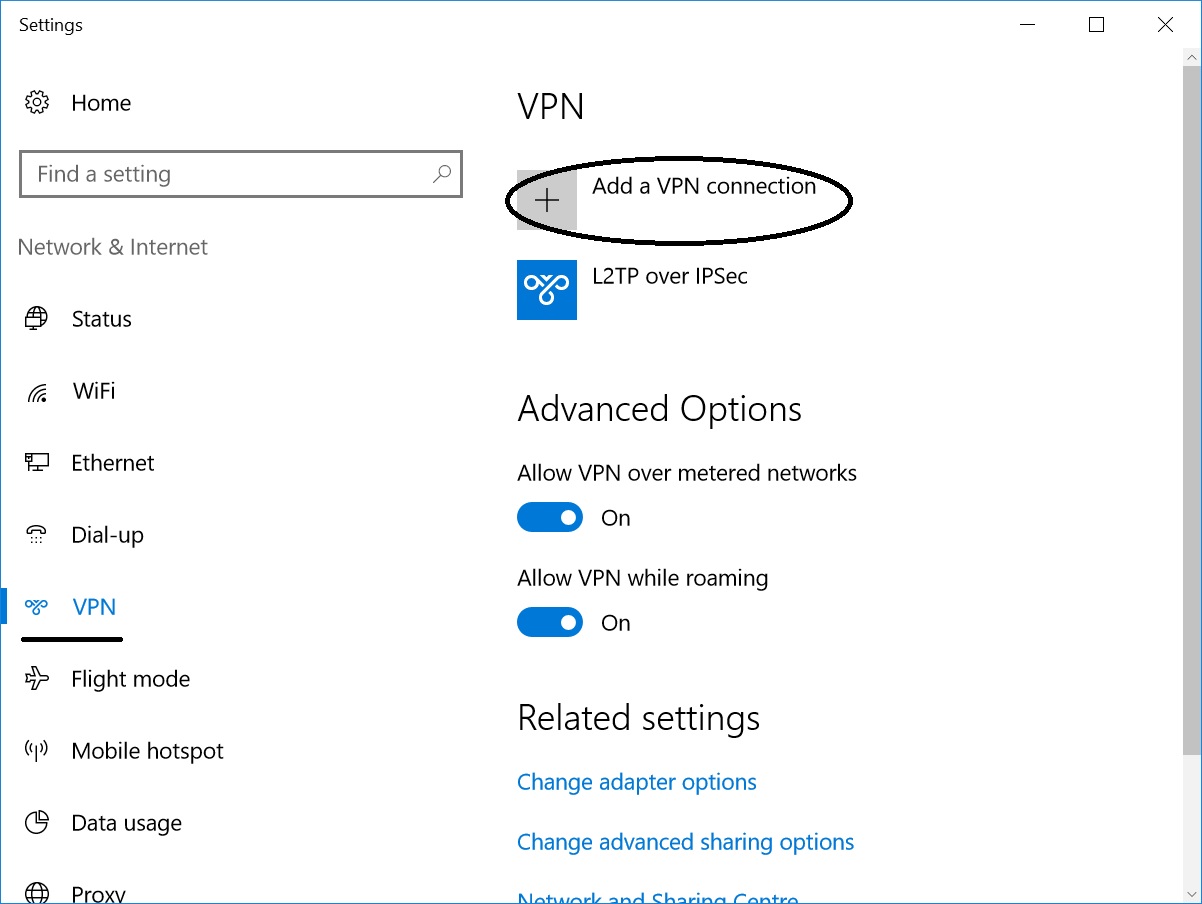 Settings
Home
Find a setting
Network & Internet
Status
WiFi
Ethernet
Dial-up
VPN
Flight mode
Mobile hotspot
Data usage
Proxy
VPN
Add a VPN connection
L2TP over IPSec
Advanced Options
Allow VPN over metered networks
On
Allow VPN while roaming
On
Related settings
Change adapter options
Change advanced sharing options
Network and Sharing Centre